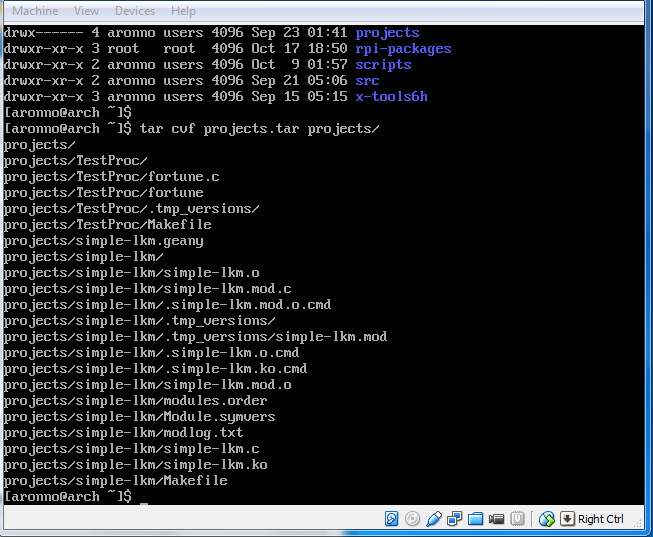 Machine View Devices Help
drwx------ 4 aronno users 4096 Sep 23 01:41 projects
drwxr-xr-x 3 root   root  4096 Oct 17 18:50 rpi-packages
drwxr-xr-x 2 aronno users 4096 Oct  9 01:57 scripts
drwxr-xr-x 2 aronno users 4096 Sep 21 05:06 src
drwxr-xr-x 3 aronno users 4096 Sep 15 05:15 x-tools6h
[aronno@arch ~]$
[aronno@arch ~]$ tar cvf projects.tar projects/
projects/
projects/TestProc/
projects/TestProc/fortune.c
projects/TestProc/fortune
projects/TestProc/.tmp_versions/
projects/TestProc/Makefile
projects/simple-lkm.geany
projects/simple-lkm/
projects/simple-lkm/simple-lkm.o
projects/simple-lkm/simple-lkm.mod.c
projects/simple-lkm/.simple-lkm.mod.o.cmd
projects/simple-lkm/.tmp_versions/
projects/simple-lkm/.tmp_versions/simple-lkm.mod
projects/simple-lkm/.simple-lkm.o.cmd
projects/simple-lkm/.simple-lkm.ko.cmd
projects/simple-lkm/simple-lkm.mod.o
projects/simple-lkm/modules.order
projects/simple-lkm/Module.symvers
projects/simple-lkm/modlog.txt
projects/simple-lkm/simple-lkm.c
projects/simple-lkm/simple-lkm.ko
projects/simple-lkm/Makefile
[aronno@arch ~]$ _
Right Ctrl